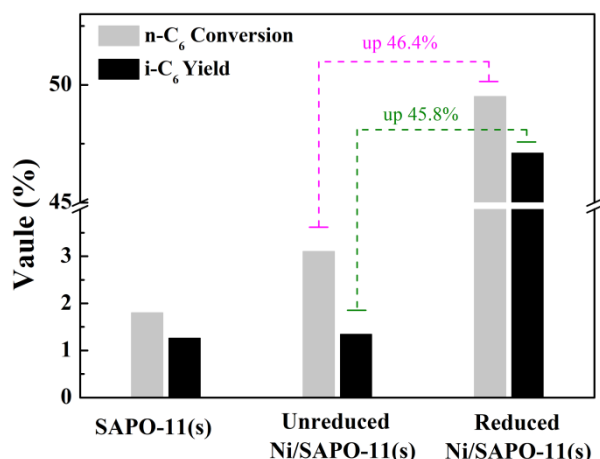 n-C₆ Conversion
i-C₆ Yield
up 46.4%
up 45.8%
Vaule (%)
50
45
3
2
1
0
SAPO-11(s)
Unreduced
Ni/SAPO-11(s)
Reduced
Ni/SAPO-11(s)